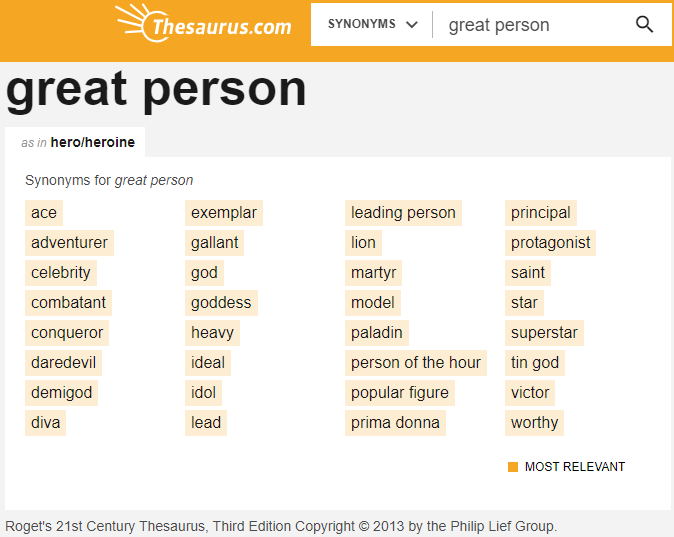 Thesaurus.com
SYNONYMS
great person
great person
as in hero/heroine
Synonyms for great person
ace
adventurer
celebrity
combatant
conqueror
daredevil
demigod
diva
exemplar
gallant
god
goddess
heavy
ideal
idol
lead
leading person
lion
martyr
model
paladin
person of the hour
popular figure
prima donna
principal
protagonist
saint
star
superstar
tin god
victor
worthy
MOST RELEVANT
Roget's 21st Century Thesaurus, Third Edition Copyright © 2013 by the Philip Lief Group.